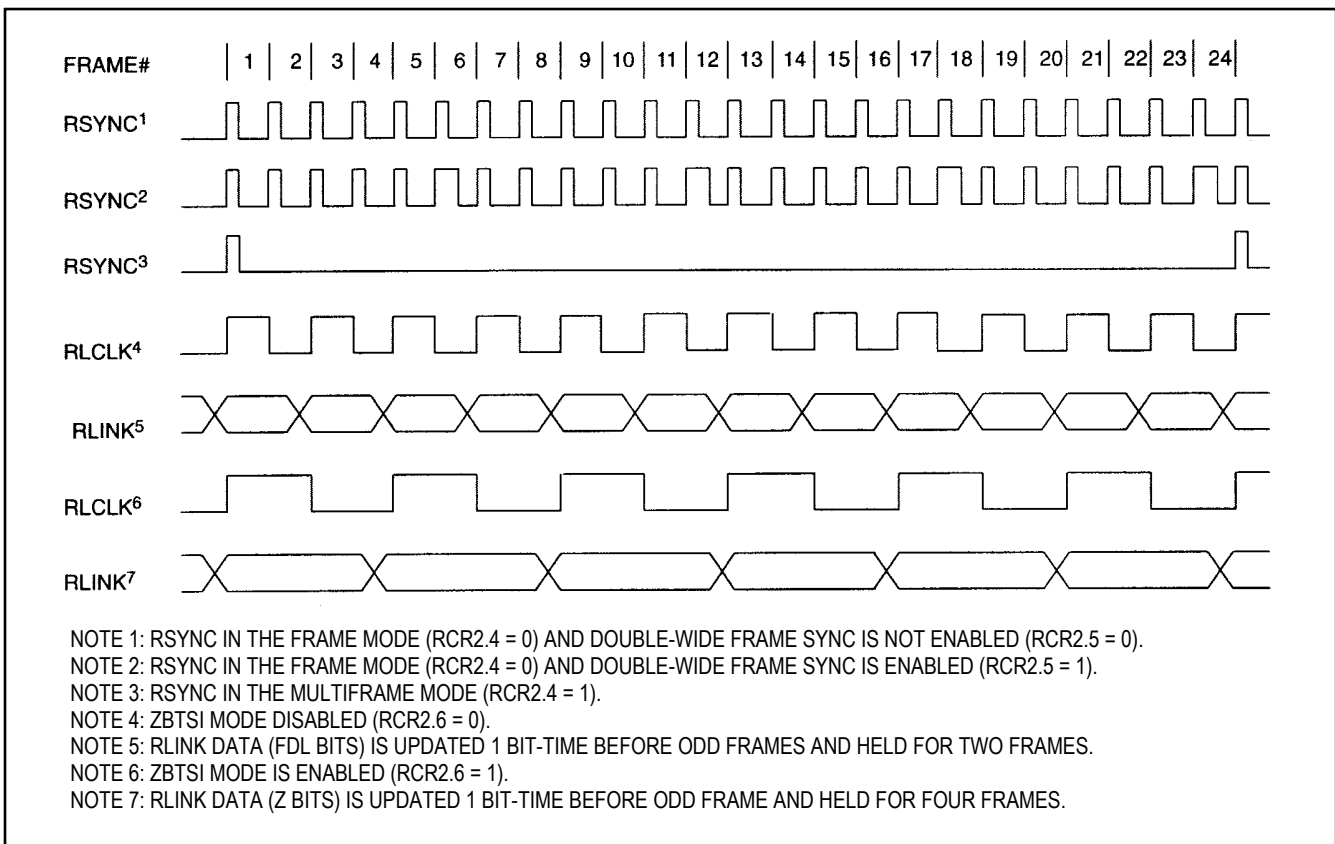 FRAME# 1 2 3 4 5 6 7 8 9 10 11 12 13 14 15 16 17 18 19 20 21 22 23 24
RSYNC¹
RSYNC²
RSYNC³
RLCLK⁴
RLINK⁵
RLCLK⁶
RLINK⁷
NOTE 1: RSYNC IN THE FRAME MODE (RCR2.4 = 0) AND DOUBLE-WIDE FRAME SYNC IS NOT ENABLED (RCR2.5 = 0).
NOTE 2: RSYNC IN THE FRAME MODE (RCR2.4 = 0) AND DOUBLE-WIDE FRAME SYNC IS ENABLED (RCR2.5 = 1).
NOTE 3: RSYNC IN THE MULTIFRAME MODE (RCR2.4 = 1).
NOTE 4: ZBTSI MODE DISABLED (RCR2.6 = 0).
NOTE 5: RLINK DATA (FDL BITS) IS UPDATED 1 BIT-TIME BEFORE ODD FRAMES AND HELD FOR TWO FRAMES.
NOTE 6: ZBTSI MODE IS ENABLED (RCR2.6 = 1).
NOTE 7: RLINK DATA (Z BITS) IS UPDATED 1 BIT-TIME BEFORE ODD FRAME AND HELD FOR FOUR FRAMES.